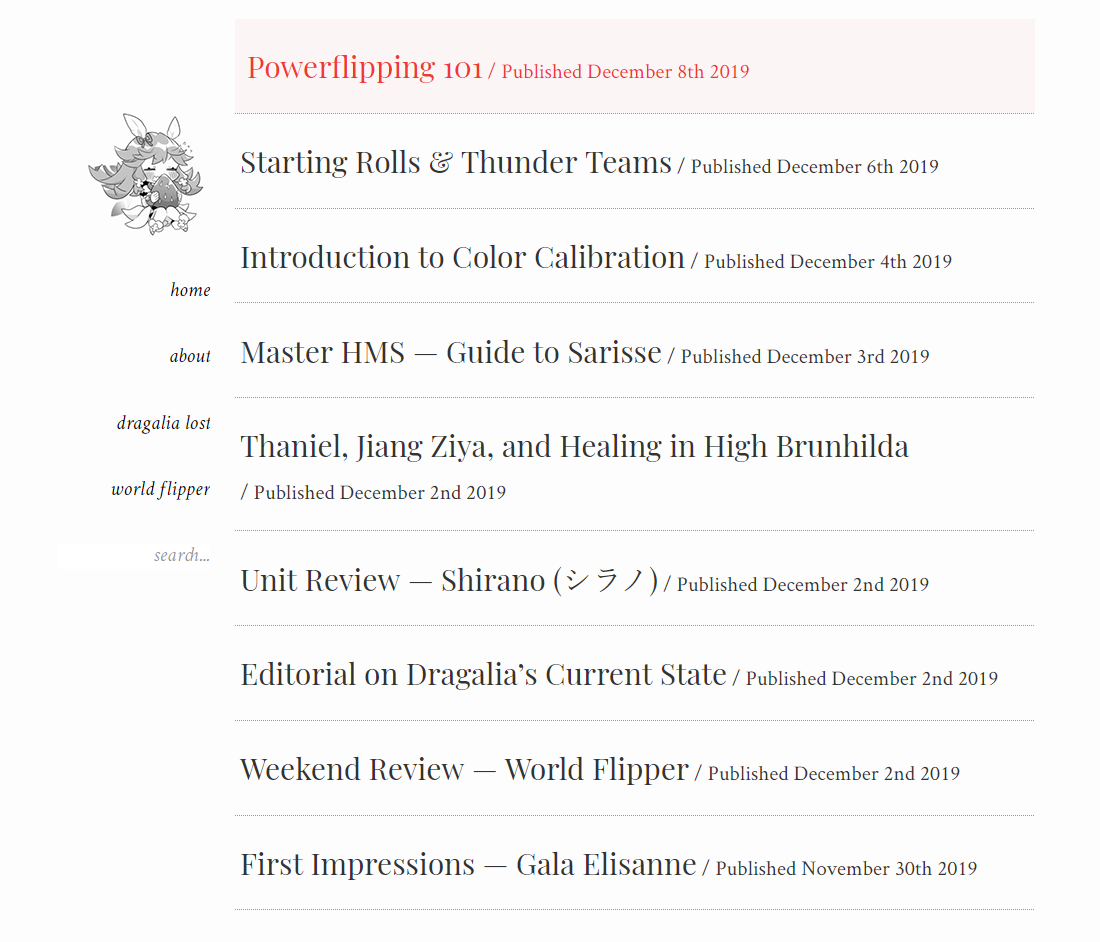 Powerflipping 101 / Published December 8th 2019
Starting Rolls & Thunder Teams / Published December 6th 2019
Introduction to Color Calibration / Published December 4th 2019
Master HMS — Guide to Sarisse / Published December 3rd 2019
Thaniel, Jiang Ziya, and Healing in High Brunhilda
/ Published December 2nd 2019
Unit Review — Shirano (シラノ) / Published December 2nd 2019
Editorial on Dragalia’s Current State / Published December 2nd 2019
Weekend Review — World Flipper / Published December 2nd 2019
First Impressions — Gala Elisanne / Published November 30th 2019
home
about
dragalia lost
world flipper
search...